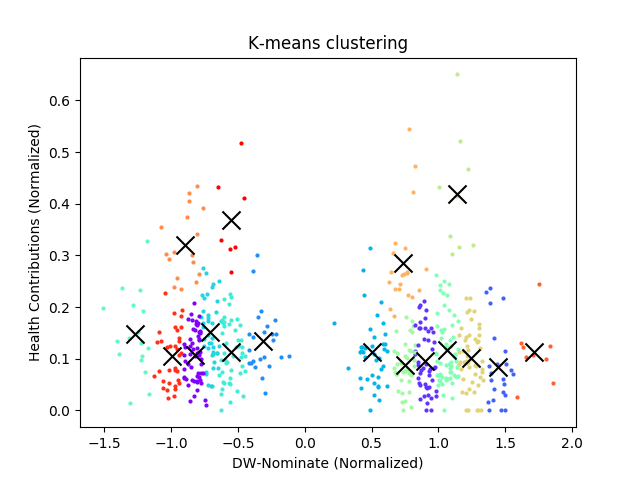 K-means clustering
Health Contributions (Normalized)
0.6
0.5
0.4
0.3
0.2
0.1
0.0
−1.5 −1.0 −0.5 0.0 0.5 1.0 1.5 2.0
DW-Nominate (Normalized)